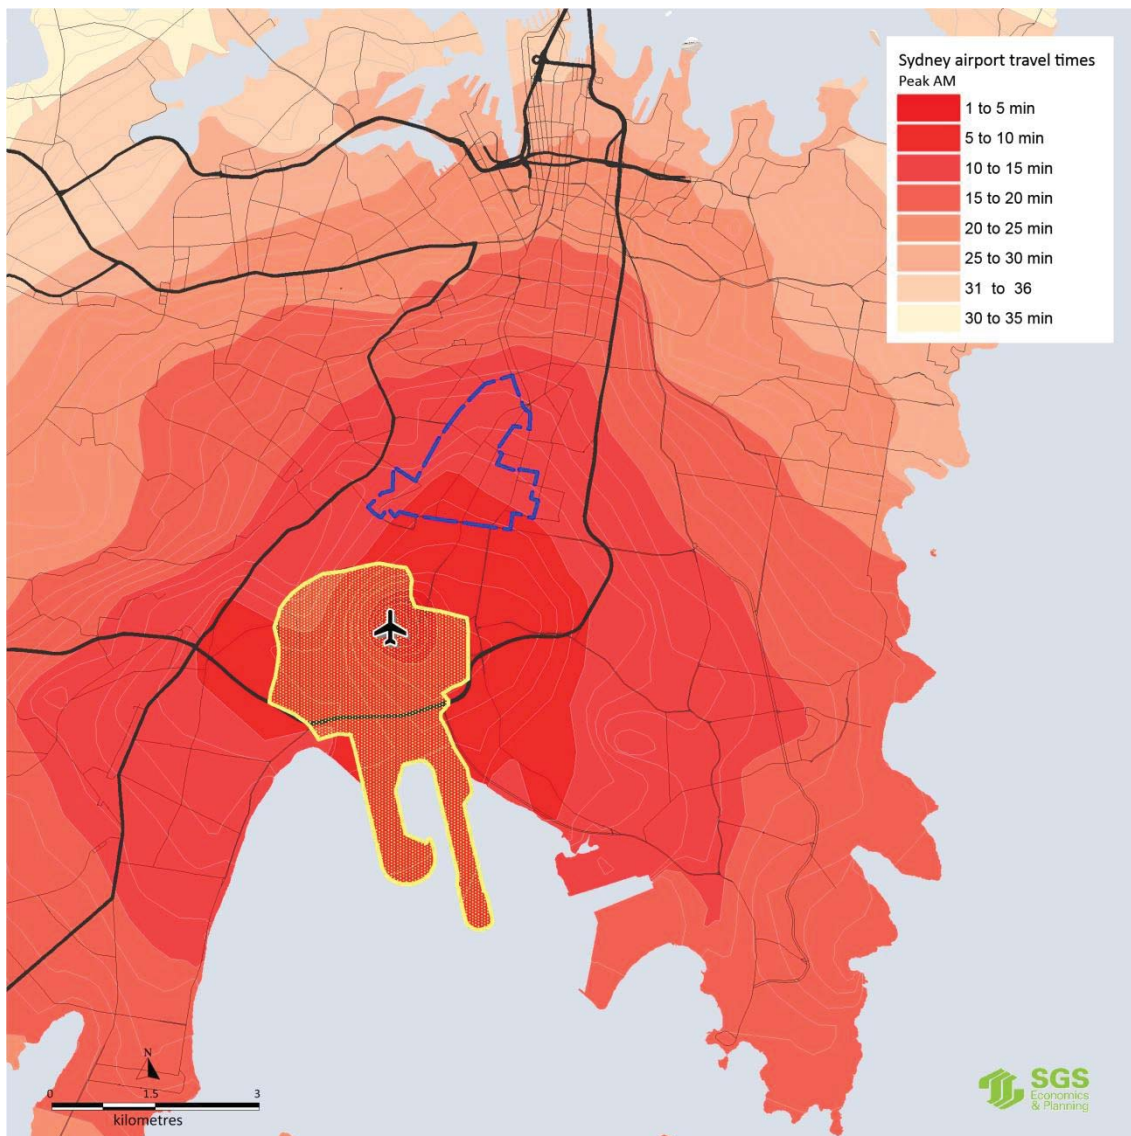 Sydney airport travel times
Peak AM
1 to 5 min
5 to 10 min
10 to 15 min
15 to 20 min
20 to 25 min
25 to 30 min
31 to 36
30 to 35 min
N
0 1.5 3
kilometres
SGS
Economics
& Planning